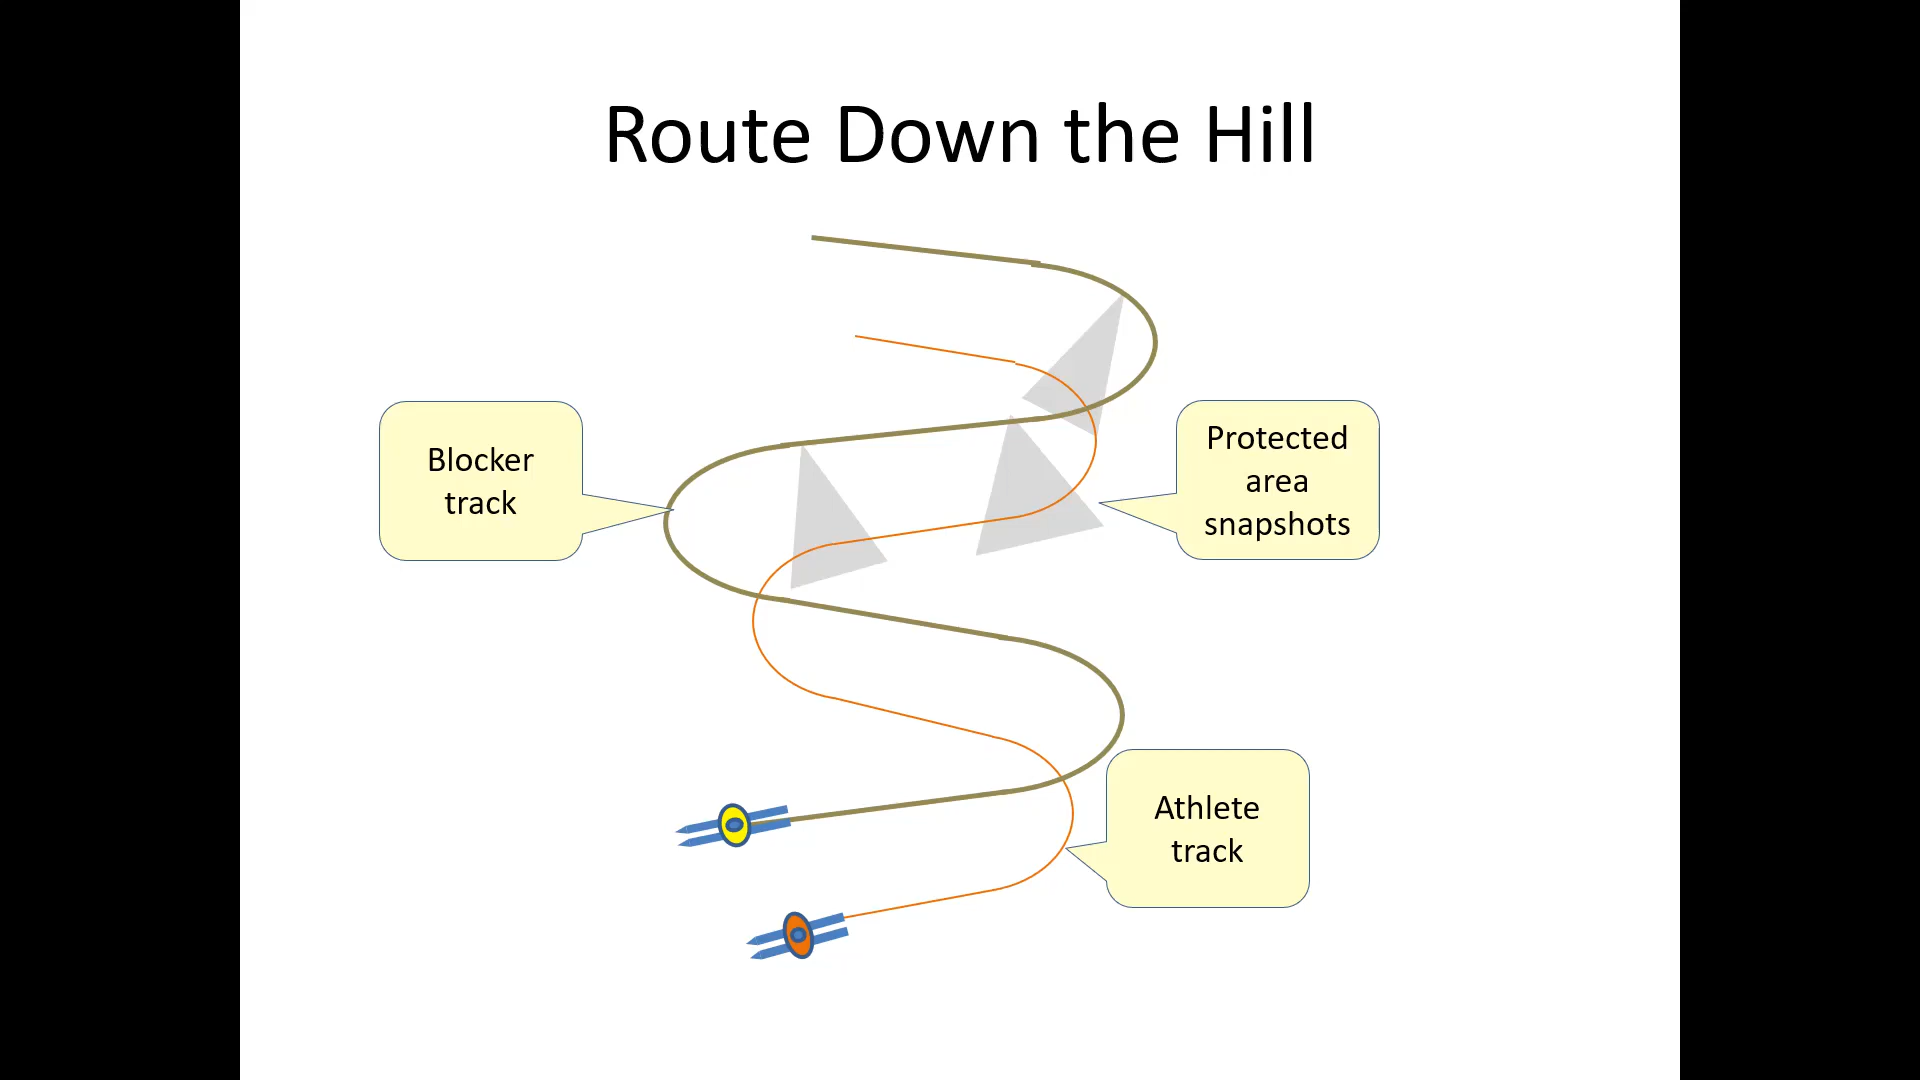 Route Down the Hill
Blocker
track
Protected
area
snapshots
Athlete
track